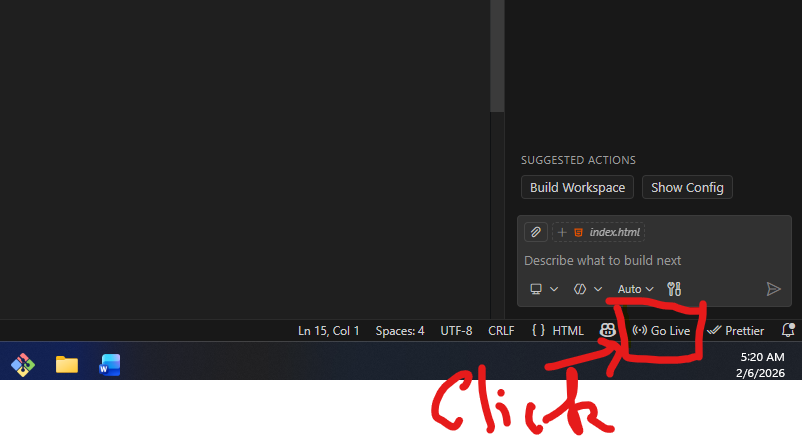 SUGGESTED ACTIONS
Build Workspace Show Config
+ index.html
Describe what to build next
Auto
Ln 15, Col 1 Spaces: 4 UTF-8 CRLF { } HTML Go Live Prettier
W 5:20 AM
2/6/2026
Click